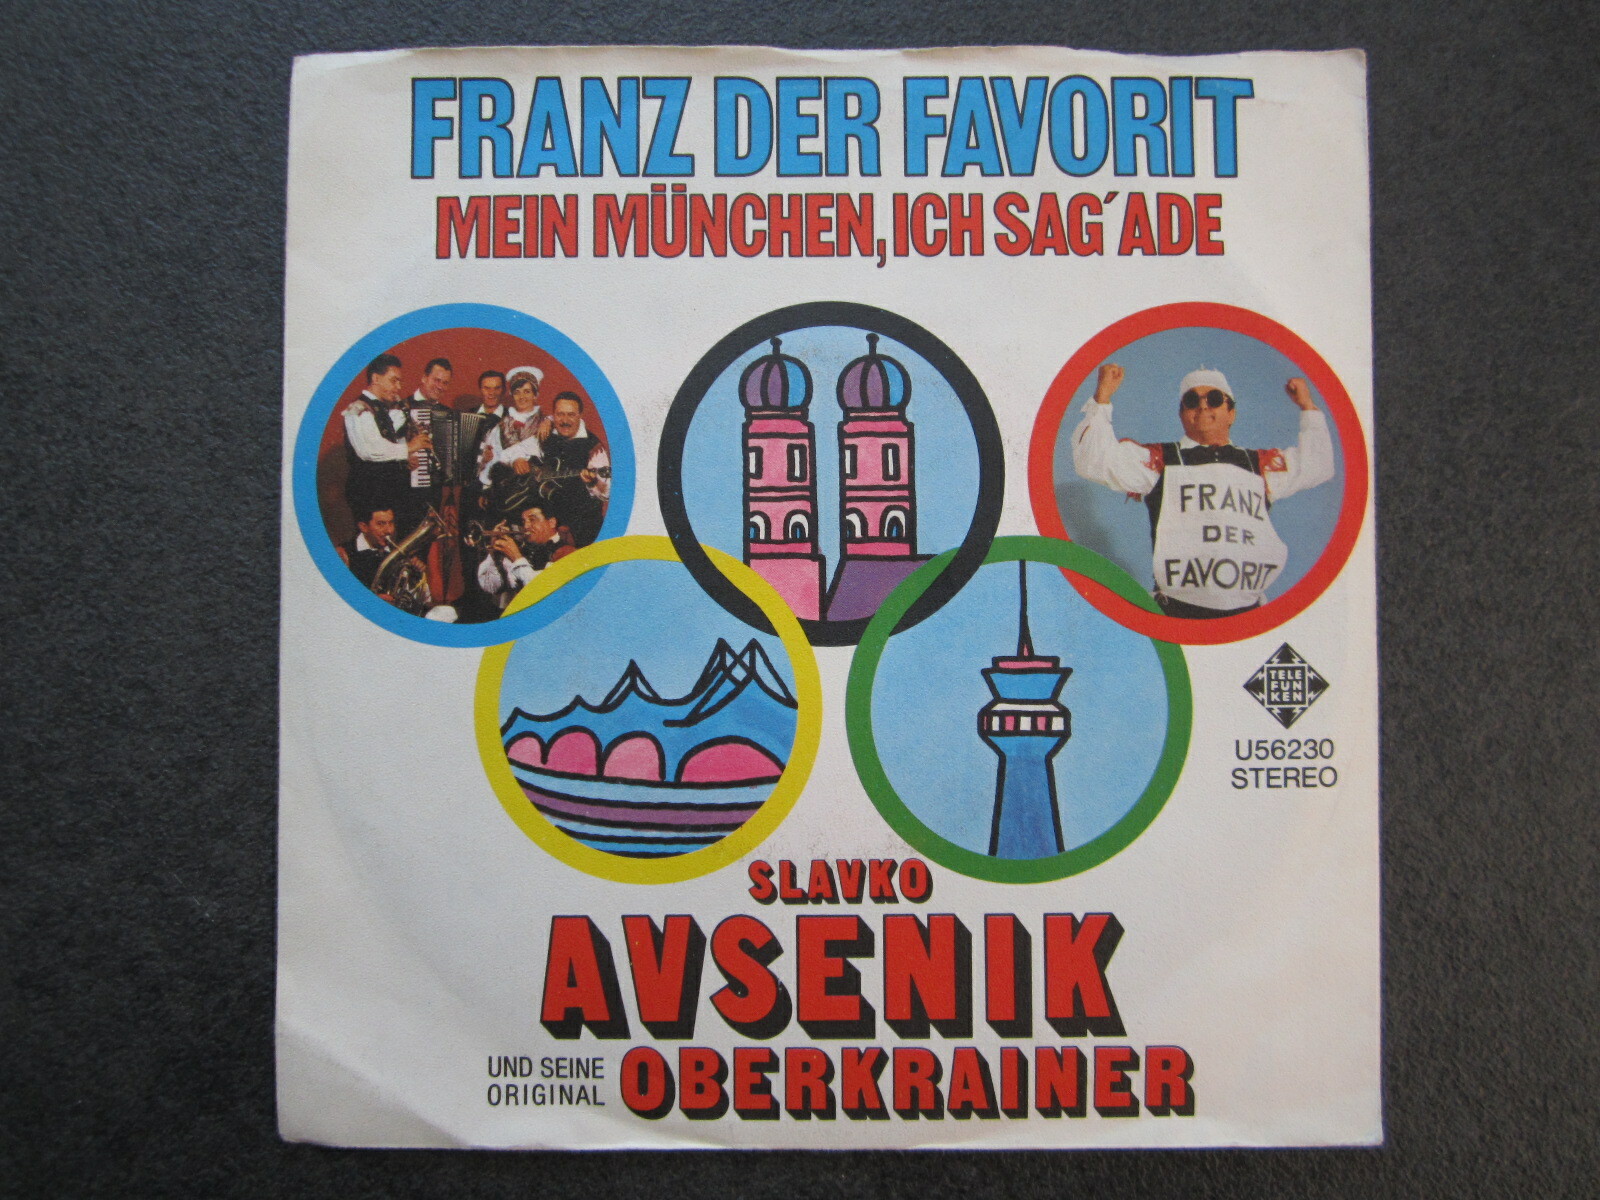 FRANZ DER FAVORIT
MEIN MÜNCHEN, ICH SAG´ADE
FRANZ
DER
FAVORIT
TELE
FUN
KEN
U56230
STEREO
SLAVKO
AVSENIK
UND SEINE
ORIGINAL
OBERKRAINER